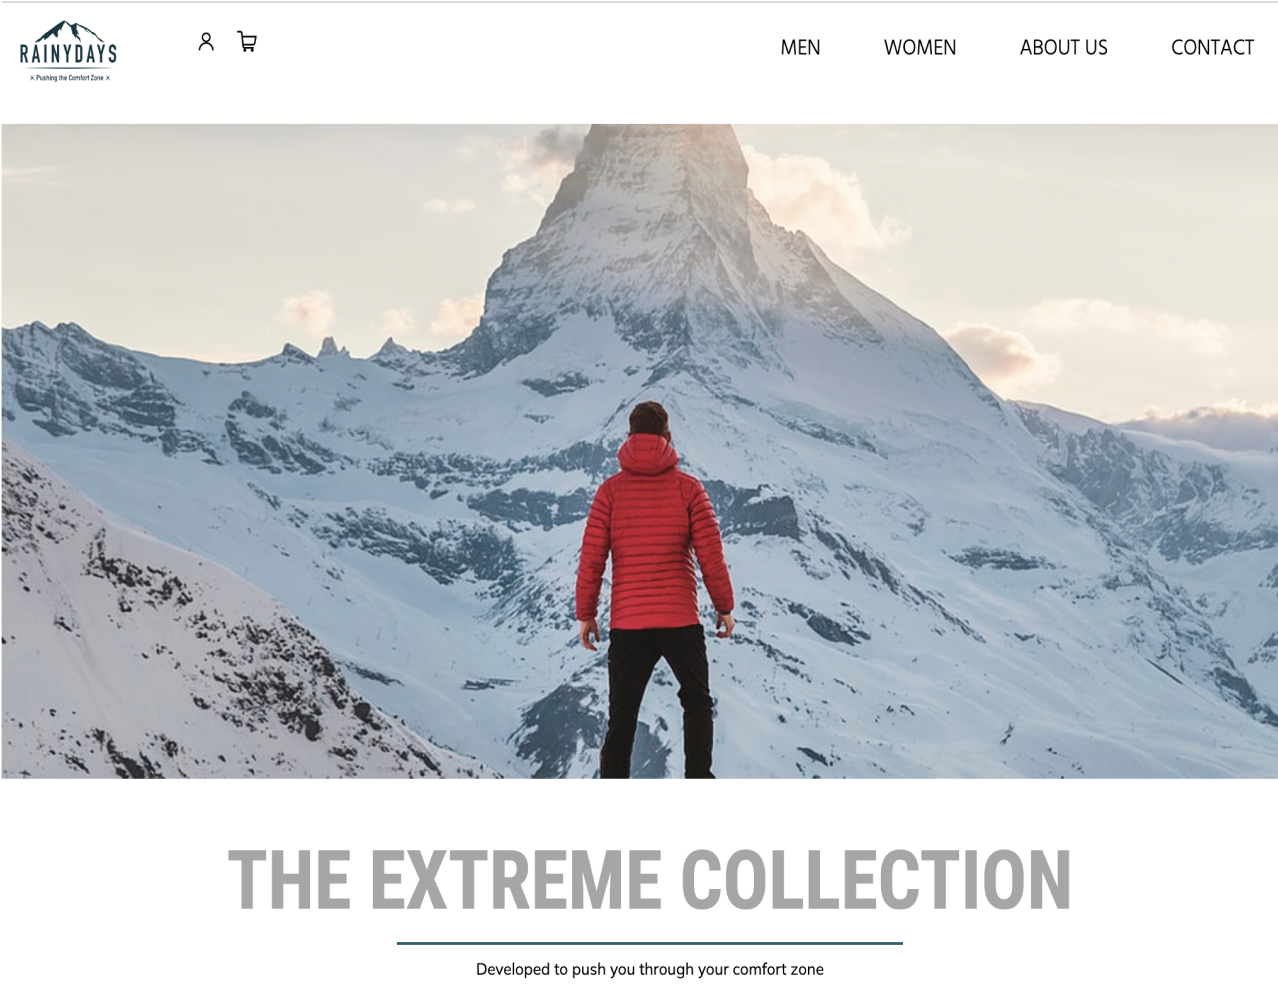 RAINYDAYS
× Pushing the Comfort Zone ×
MEN WOMEN ABOUT US CONTACT
THE EXTREME COLLECTION
Developed to push you through your comfort zone